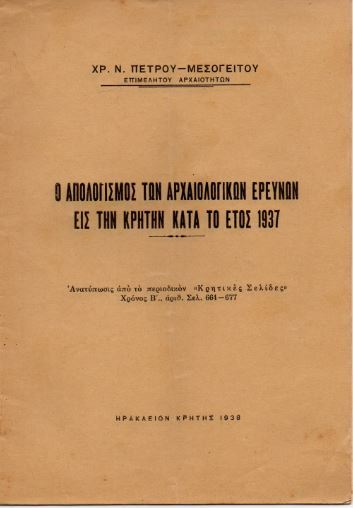 ΧΡ. Ν. ΠΕΤΡΟΥ—ΜΕΣΟΓΕΙΤΟΥ
ΕΠΙΜΕΛΗΤΟΥ ΑΡΧΑΙΟΤΗΤΩΝ
Ο ΑΠΟΛΟΓΙΣΜΟΣ ΤΩΝ ΑΡΧΑΙΟΛΟΓΙΚΩΝ ΕΡΕΥΝΩΝ
ΕΙΣ ΤΗΝ ΚΡΗΤΗΝ ΚΑΤΑ ΤΟ ΕΤΟΣ 1937
Ἀνατύπωσις ἀπὸ τὸ περιοδικὸν «Κρητικὲς Σελίδες»
Χρόνος Β΄., ἀριθ. Σελ. 661—677
ΗΡΑΚΛΕΙΟΝ ΚΡΗΤΗΣ 1938